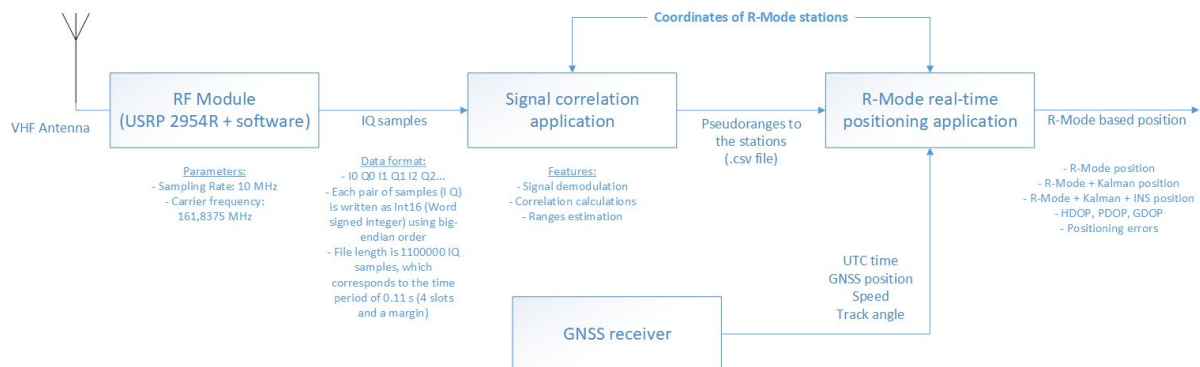 Coordinates of R-Mode stations
VHF Antenna
RF Module
(USRP 2954R + software)
Parameters:
- Sampling Rate: 10 MHz
- Carrier frequency:
161,8375 MHz
IQ samples
Data format:
- I0 Q0 I1 Q1 I2 Q2...
- Each pair of samples (I Q)
is written as Int16 (Word
signed integer) using big-
endian order
- File length is 1100000 IQ
samples, which
corresponds to the time
period of 0.11 s (4 slots
and a margin)
Signal correlation
application
Features:
- Signal demodulation
- Correlation calculations
- Ranges estimation
Pseudoranges to
the stations
(.csv file)
R-Mode real-time
positioning application
R-Mode based position
- R-Mode position
- R-Mode + Kalman position
- R-Mode + Kalman + INS position
- HDOP, PDOP, GDOP
- Positioning errors
UTC time
GNSS position
Speed
Track angle
GNSS receiver